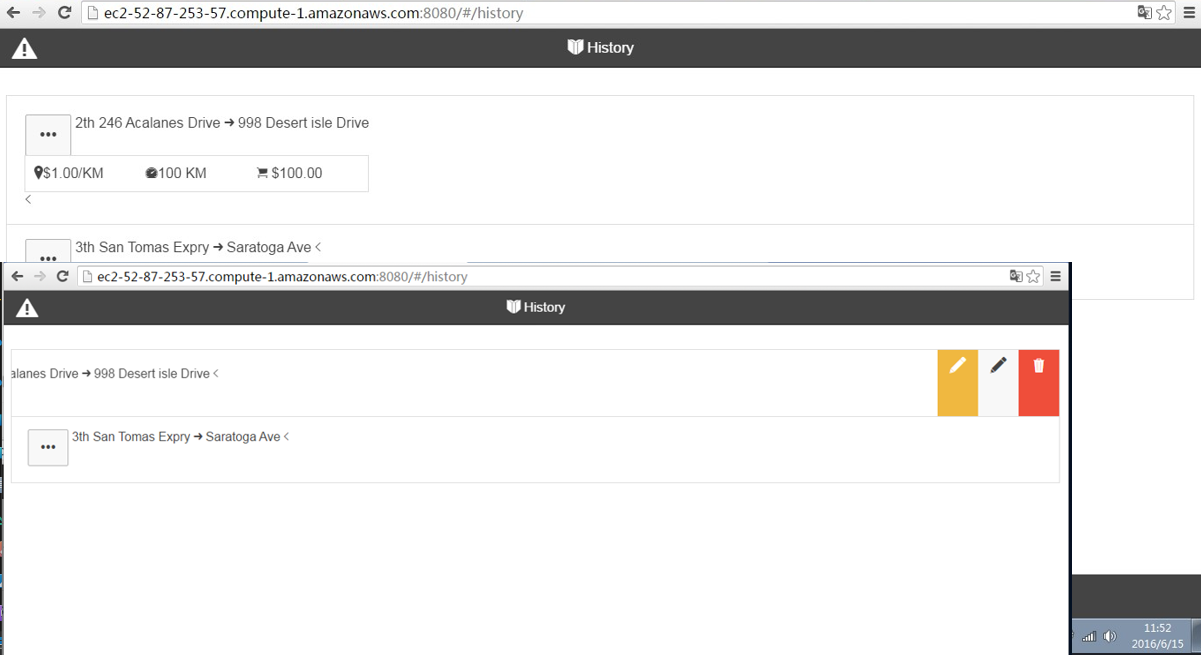 ec2-52-87-253-57.compute-1.amazonaws.com:8080/#/history
History
2th 246 Acalanes Drive ➔ 998 Desert isle Drive
$1.00/KM 100 KM $100.00
<
3th San Tomas Expry ➔ Saratoga Ave <
ec2-52-87-253-57.compute-1.amazonaws.com:8080/#/history
History
alanes Drive ➔ 998 Desert isle Drive <
3th San Tomas Expry ➔ Saratoga Ave <
11:52
2016/6/15